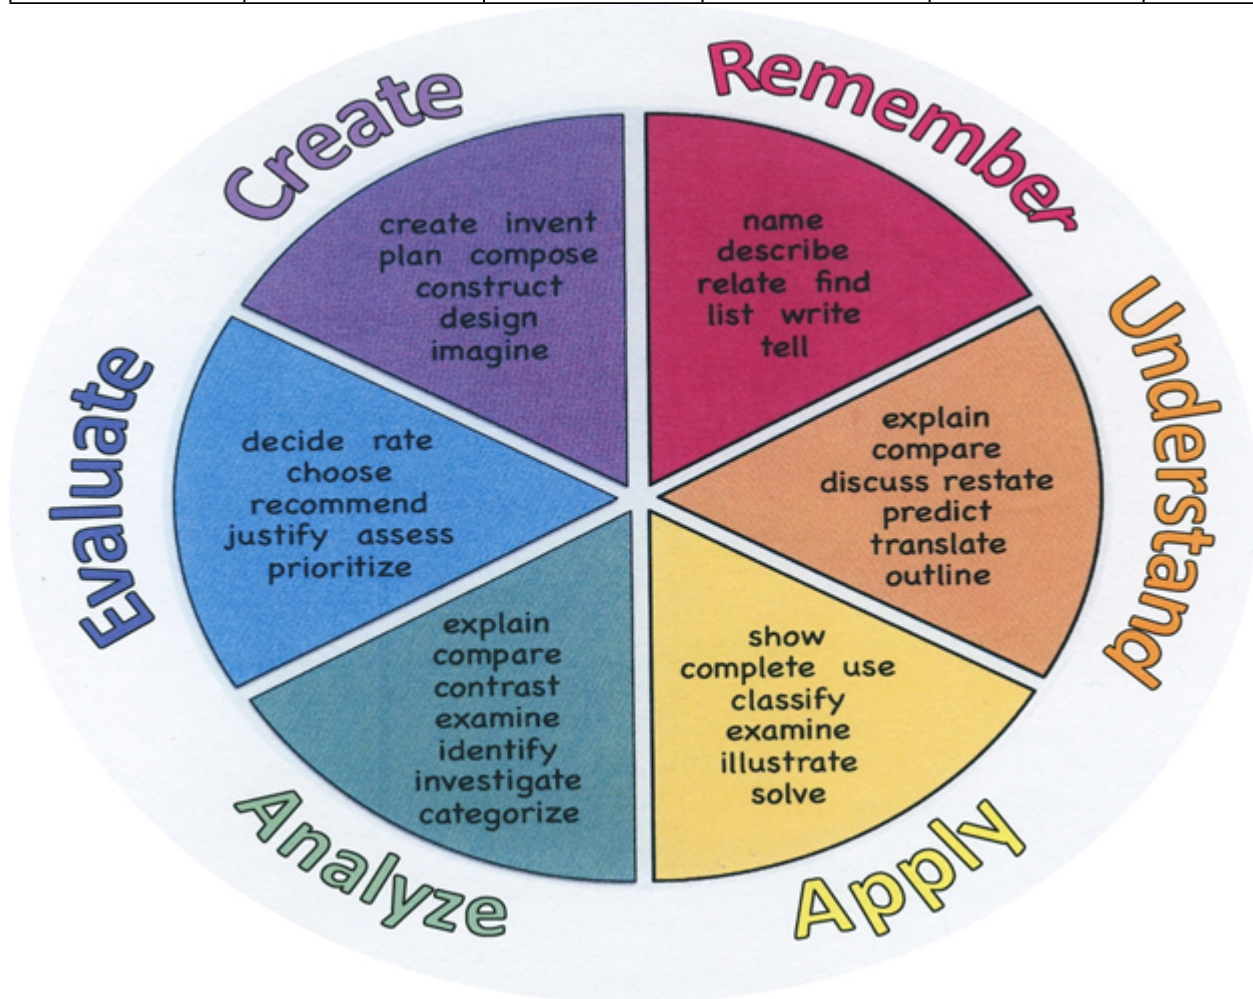 Remember
name
describe
relate find
list write
tell
Understand
explain
compare
discuss restate
predict
translate
outline
Apply
show
complete use
classify
examine
illustrate
solve
Analyze
explain
compare
contrast
examine
identify
investigate
categorize
Evaluate
decide rate
choose
recommend
justify assess
prioritize
Create
create invent
plan compose
construct
design
imagine